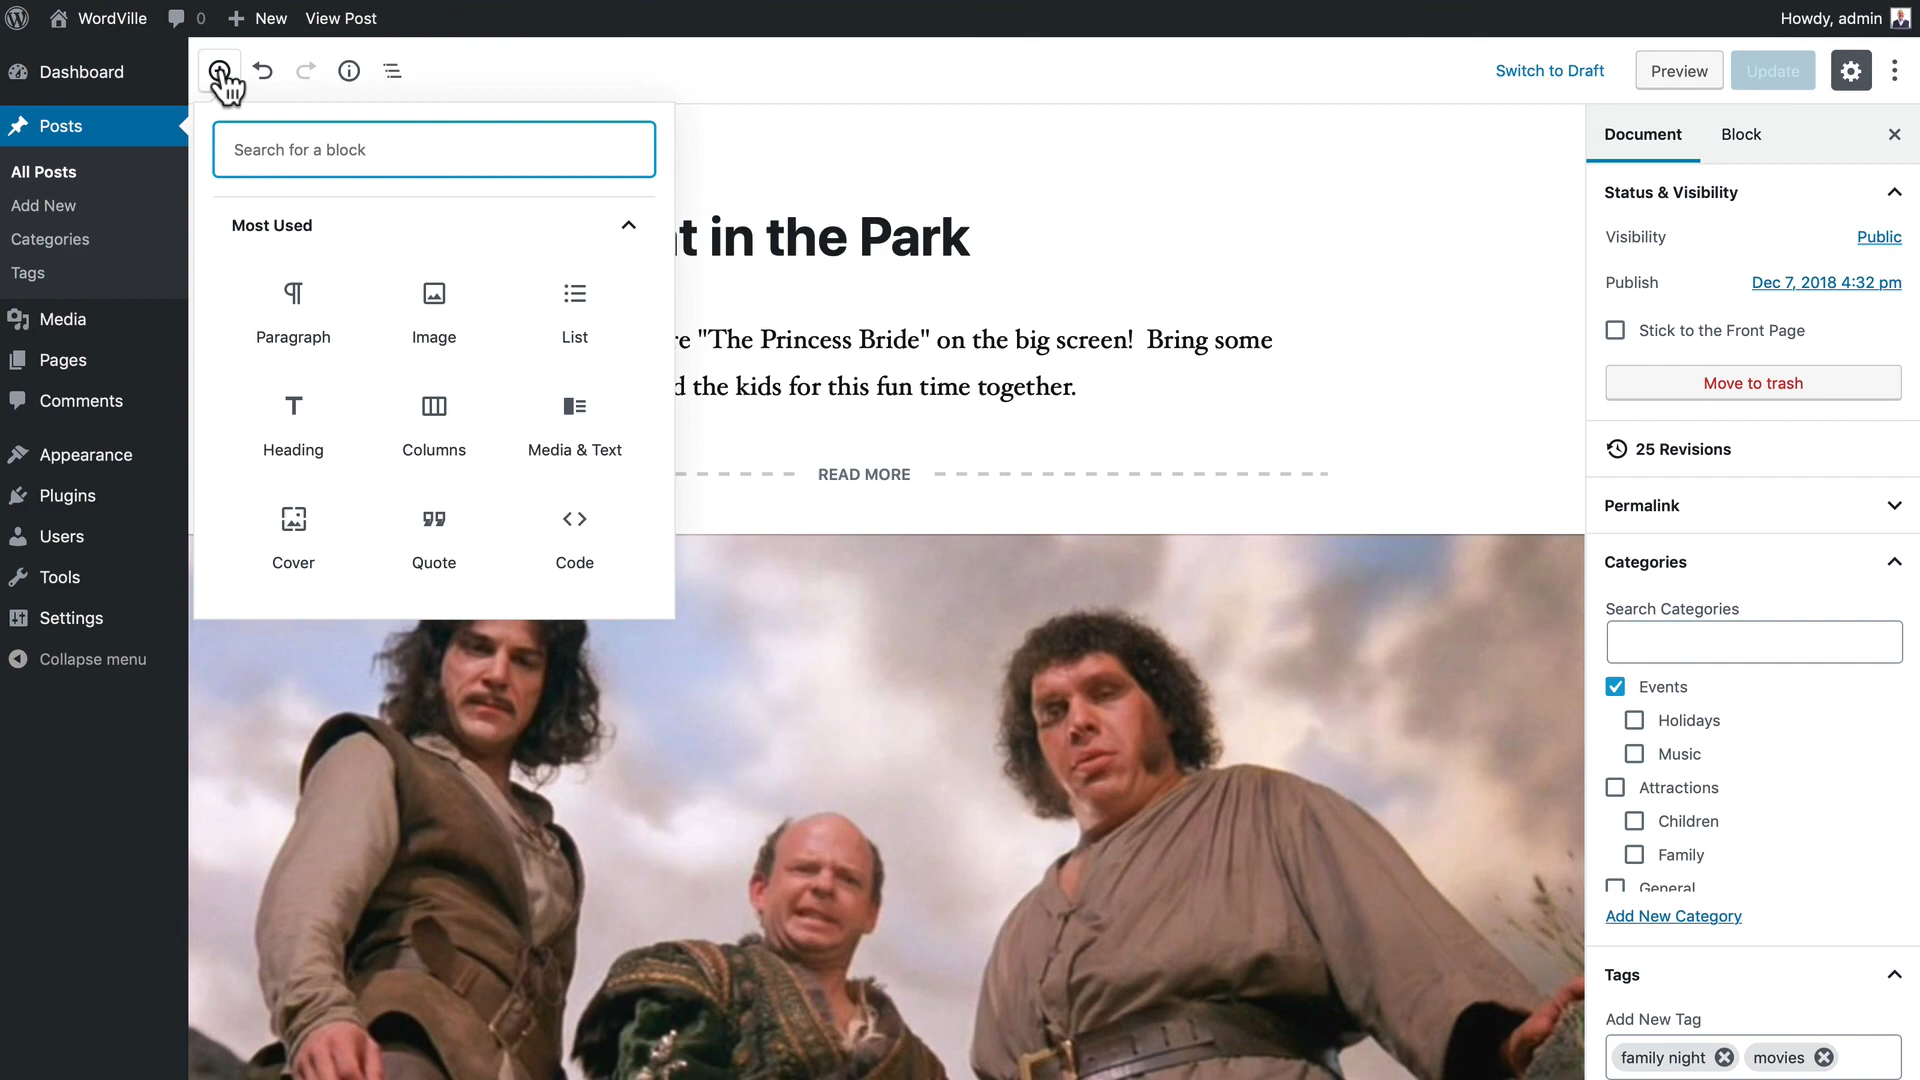 WordVille
0
New
View Post
Howdy, admin
Dashboard
Posts
All Posts
Add New
Categories
Tags
Media
Pages
Comments
Appearance
Plugins
Users
Tools
Settings
Collapse menu
Switch to Draft
Preview
Update
Search for a block
Most Used
Paragraph
Image
List
Heading
Columns
Media & Text
Cover
Quote
Code
t in the Park
re "The Princess Bride" on the big screen! Bring some
d the kids for this fun time together.
READ MORE
Document
Block
Status & Visibility
Visibility
Public
Publish
Dec 7, 2018 4:32 pm
Stick to the Front Page
Move to trash
25 Revisions
Permalink
Categories
Search Categories
Events
Holidays
Music
Attractions
Children
Family
General
Add New Category
Tags
Add New Tag
family night
movies